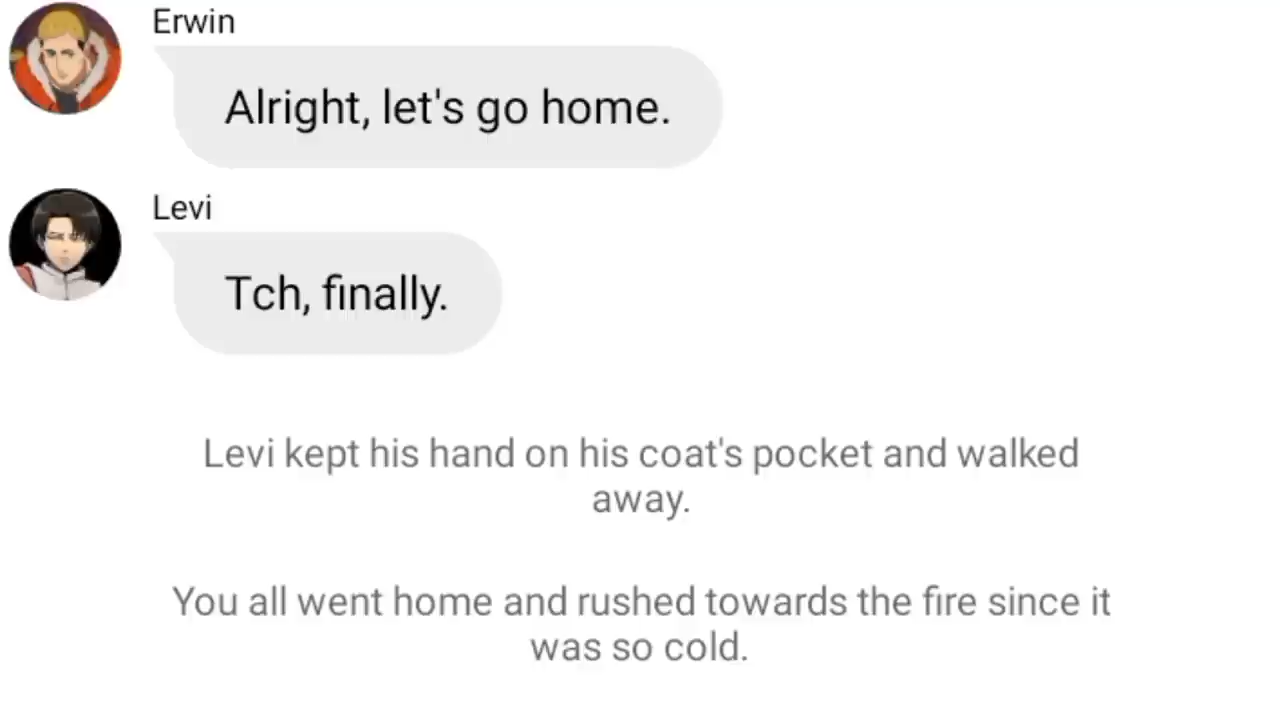 Erwin
Alright, let's go home.
Levi
Tch, finally.
Levi kept his hand on his coat's pocket and walked
away.
You all went home and rushed towards the fire since it
was so cold.